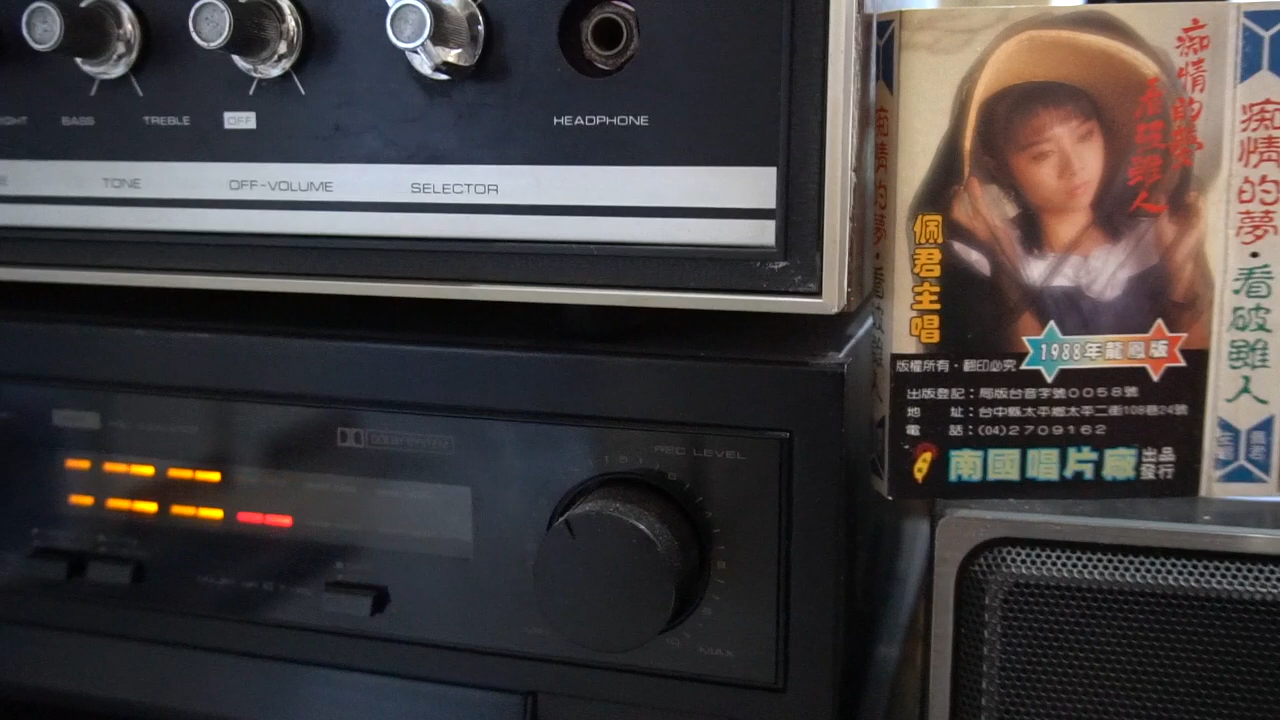 BASS
TREBLE
OFF
HEADPHONE
TONE
OFF-VOLUME
SELECTOR
REC LEVEL
MAX
痴情的夢
看破雖人
佩君主唱
1988年龍鳳版
版權所有・翻印必究
出版登記：局版台音字號0058號
地　　址：台中縣太平鄉太平二街108巷24號
電　　話：(04)2709162
南國唱片廠出品
發行
痴情的夢・看破雖人